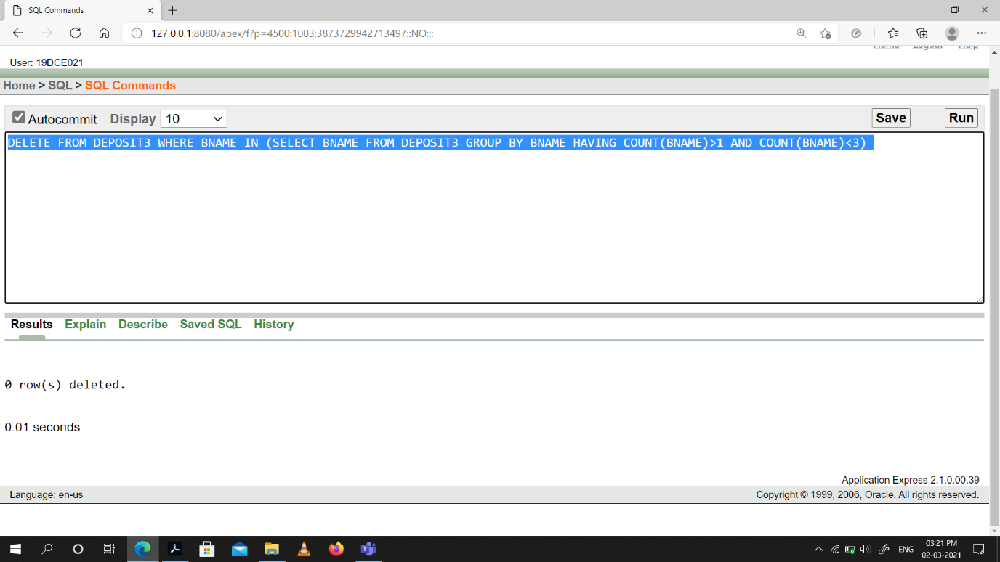 SQL Commands
127.0.0.1:8080/apex/f?p=4500:1003:3873729942713497::NO:::
Home Logout Help
User: 19DCE021
Home > SQL > SQL Commands
Autocommit Display 10 Save Run
DELETE FROM DEPOSIT3 WHERE BNAME IN (SELECT BNAME FROM DEPOSIT3 GROUP BY BNAME HAVING COUNT(BNAME)>1 AND COUNT(BNAME)<3)
Results Explain Describe Saved SQL History
0 row(s) deleted.
0.01 seconds
Application Express 2.1.0.00.39
Language: en-us Copyright © 1999, 2006, Oracle. All rights reserved.
ENG 03:21 PM
02-03-2021